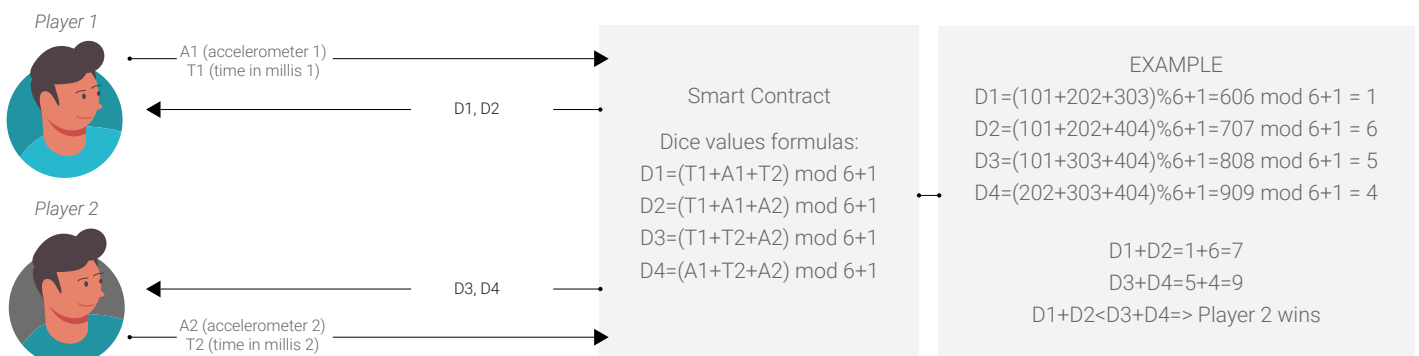 Player 1
A1 (accelerometer 1)
T1 (time in millis 1)
D1, D2
Player 2
D3, D4
A2 (accelerometer 2)
T2 (time in millis 2)
Smart Contract
Dice values formulas:
D1=(T1+A1+T2) mod 6+1
D2=(T1+A1+A2) mod 6+1
D3=(T1+T2+A2) mod 6+1
D4=(A1+T2+A2) mod 6+1
EXAMPLE
D1=(101+202+303)%6+1=606 mod 6+1 = 1
D2=(101+202+404)%6+1=707 mod 6+1 = 6
D3=(101+303+404)%6+1=808 mod 6+1 = 5
D4=(202+303+404)%6+1=909 mod 6+1 = 4
D1+D2=1+6=7
D3+D4=5+4=9
D1+D2<D3+D4=> Player 2 wins